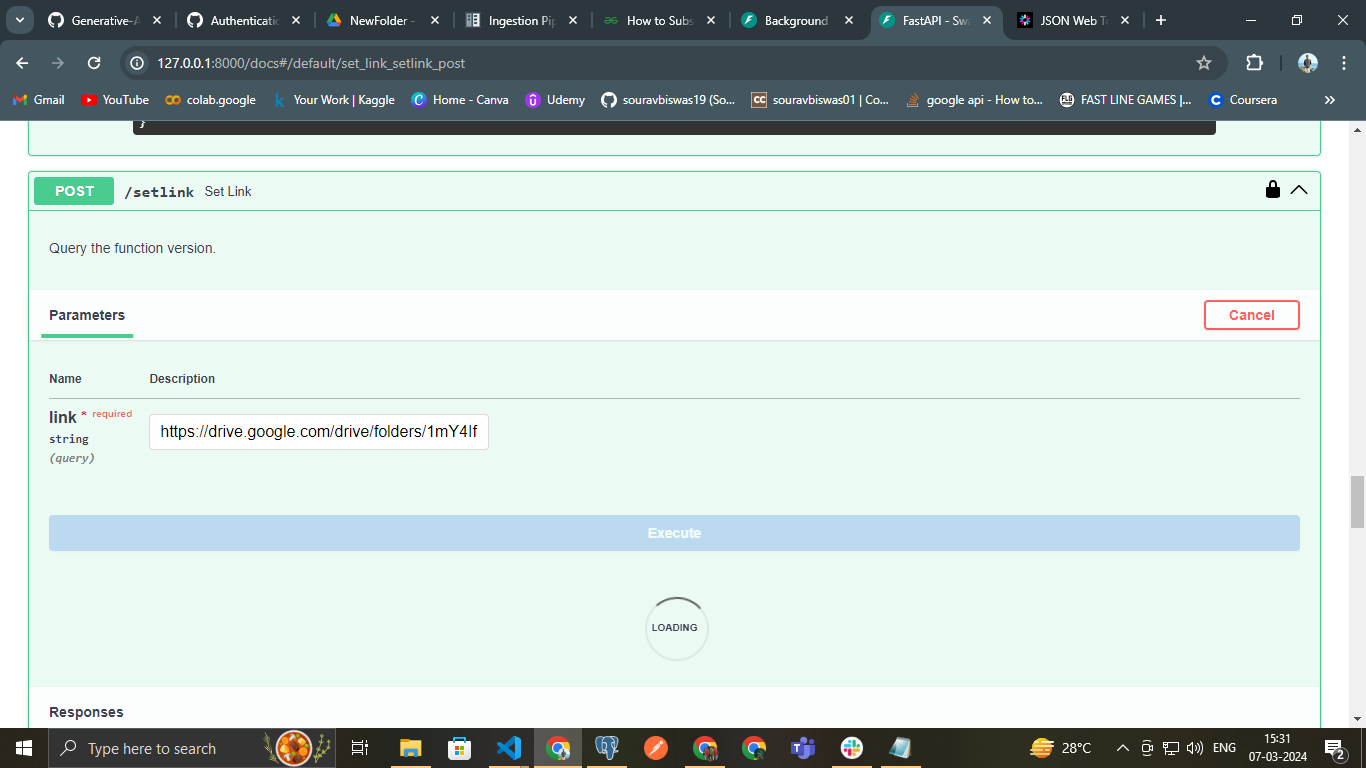 Generative-A
Authenticatio
NewFolder -
Ingestion Pip
How to Subs
Background
FastAPI - Swa
JSON Web To
127.0.0.1:8000/docs#/default/set_link_setlink_post
Gmail
YouTube
colab.google
Your Work | Kaggle
Home - Canva
Udemy
souravbiswas19 (So...
souravbiswas01 | Co...
google api - How to...
FAST LINE GAMES |...
Coursera
}
POST /setlink Set Link
Query the function version.
Parameters
Cancel
Name Description
link * required
string
(query)
https://drive.google.com/drive/folders/1mY4If
Execute
LOADING
Responses
Type here to search
28°C
ENG
15:31
07-03-2024
2